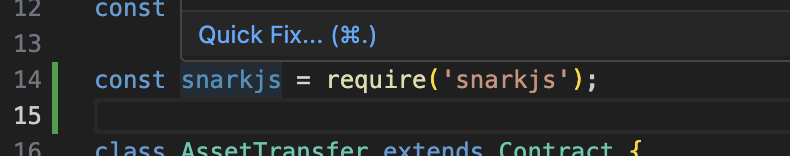 12 const
Quick Fix... (⌘.)
13
14 const snarkjs = require('snarkjs');
15
16 class AssetTransfer extends Contract {